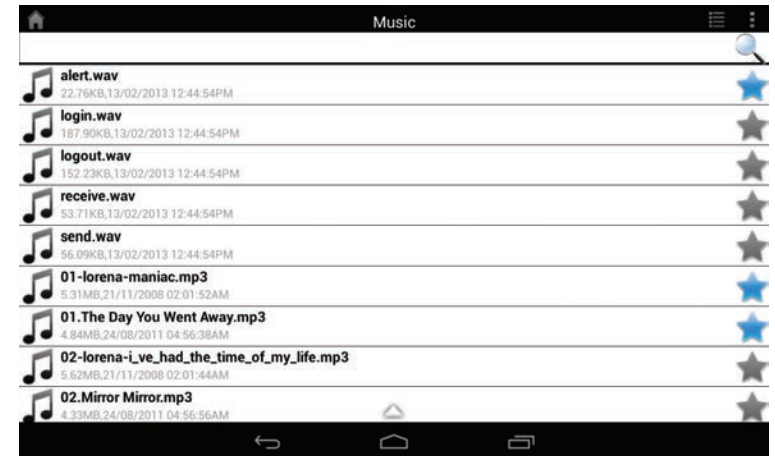 Music
alert.wav
22.76KB,13/02/2013 12:44:54PM
login.wav
187.90KB,13/02/2013 12:44:54PM
logout.wav
152.23KB,13/02/2013 12:44:54PM
receive.wav
53.71KB,13/02/2013 12:44:54PM
send.wav
56.09KB,13/02/2013 12:44:54PM
01-lorena-maniac.mp3
5.31MB,21/11/2008 02:01:52AM
01.The Day You Went Away.mp3
4.84MB,24/08/2011 04:56:38AM
02-lorena-i_ve_had_the_time_of_my_life.mp3
5.62MB,21/11/2008 02:01:44AM
02.Mirror Mirror.mp3
4.33MB,24/08/2011 04:56:56AM